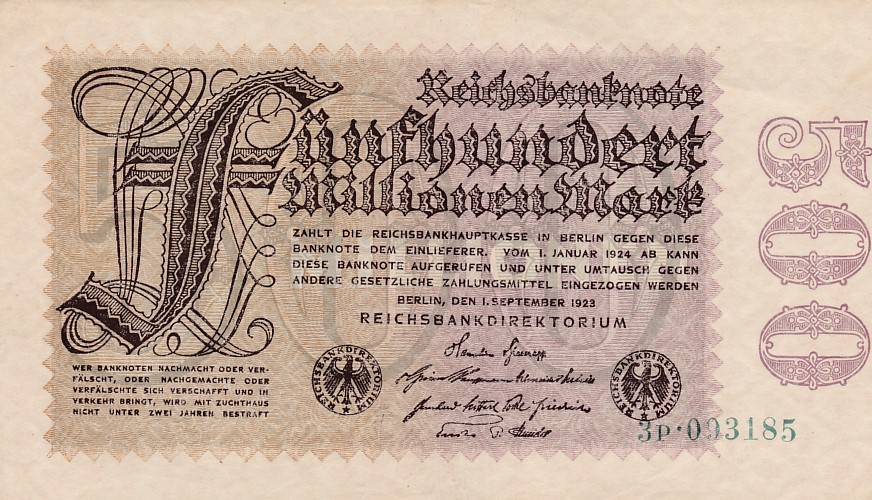 Reichsbanknote
Fünfhundert
Millionen Mark
ZAHLT DIE REICHSBANKHAUPTKASSE IN BERLIN GEGEN DIESE
BANKNOTE DEM EINLIEFERER. VOM 1. JANUAR 1924 AB KANN
DIESE BANKNOTE AUFGERUFEN UND UNTER UMTAUSCH GEGEN
ANDERE GESETZLICHE ZAHLUNGSMITTEL EINGEZOGEN WERDEN
BERLIN, DEN 1. SEPTEMBER 1923
REICHSBANKDIREKTORIUM
WER BANKNOTEN NACHMACHT ODER VER-
FÄLSCHT, ODER NACHGEMACHTE ODER
VERFÄLSCHTE SICH VERSCHAFFT UND IN
VERKEHR BRINGT, WIRD MIT ZUCHTHAUS
NICHT UNTER ZWEI JAHREN BESTRAFT
REICHSBANKDIREKTORIUM
REICHSBANKDIREKTORIUM
3P·093185
500